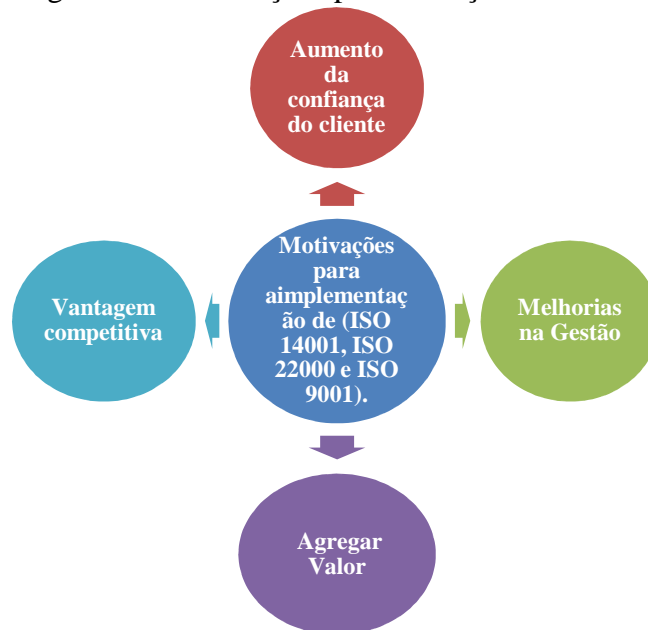 Aumento
da
confiança
do cliente
Motivações
para
aimplementaç
ão de (ISO
14001, ISO
22000 e ISO
9001).
Vantagem
competitiva
Melhorias
na Gestão
Agregar
Valor